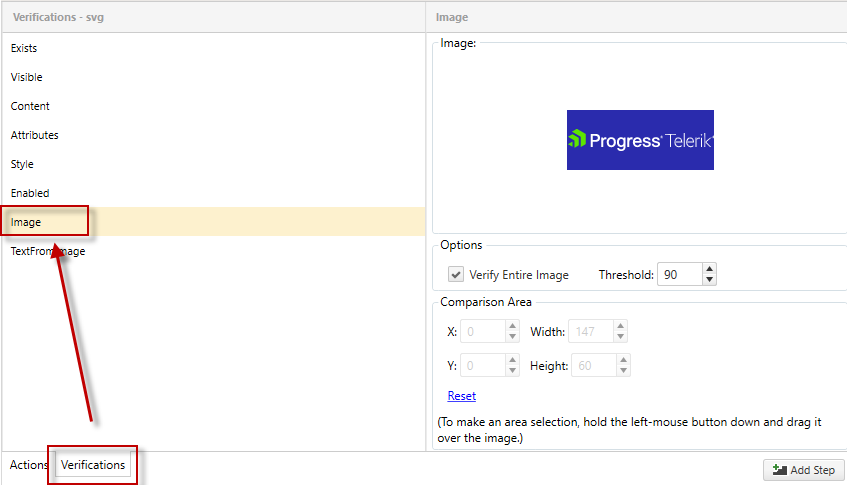 Verifications - svg
Exists
Visible
Content
Attributes
Style
Enabled
Image
TextFromImage
Actions
Verifications
Image
Image:
Progress® Telerik
Options
Verify Entire Image
Threshold: 90
Comparison Area
X: 0 Width: 147
Y: 0 Height: 60
Reset
(To make an area selection, hold the left-mouse button down and drag it
over the image.)
Add Step